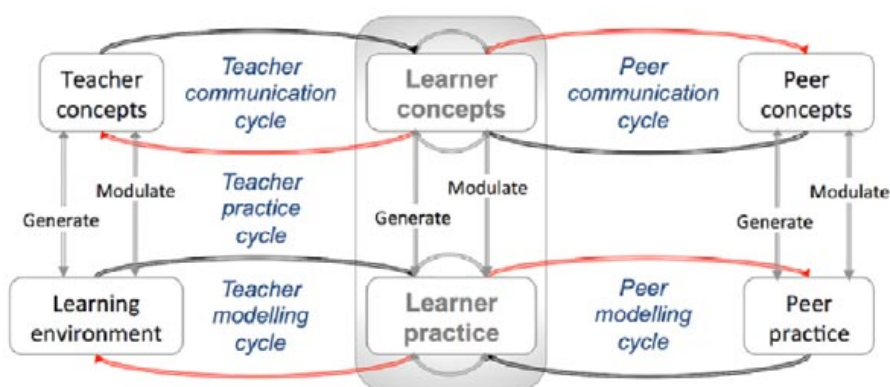 Teacher
concepts
Teacher
communication
cycle
Learner
concepts
Peer
communication
cycle
Peer
concepts
Generate
Modulate
Teacher
practice
cycle
Generate
Modulate
Generate
Modulate
Learning
environment
Teacher
modelling
cycle
Learner
practice
Peer
modelling
cycle
Peer
practice